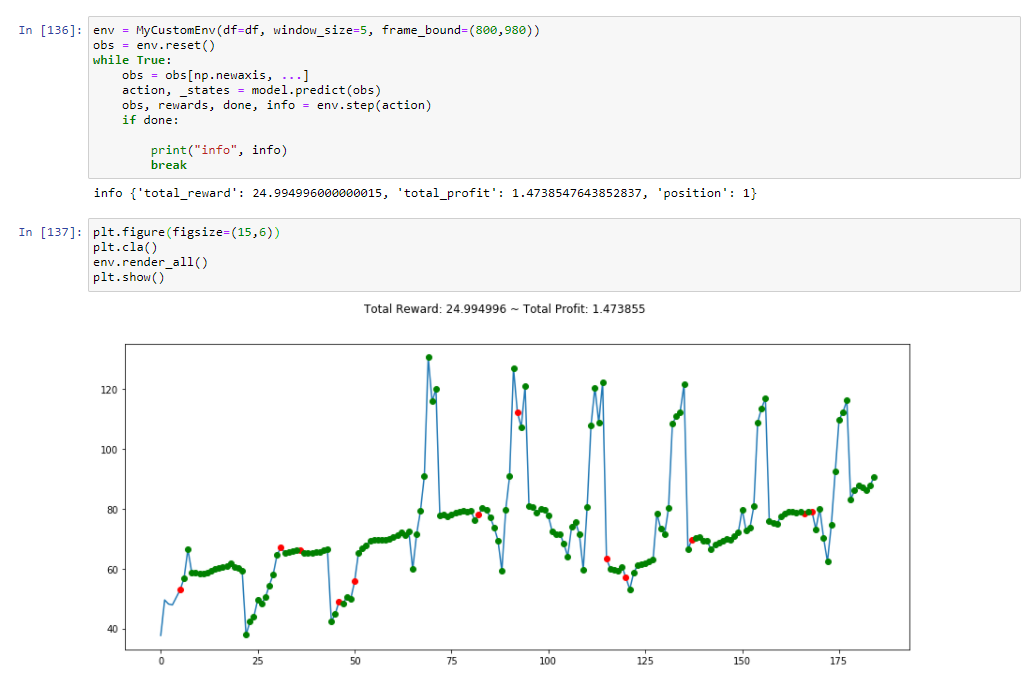 In [136]: env = MyCustomEnv(df=df, window_size=5, frame_bound=(800,980))
obs = env.reset()
while True:
    obs = obs[np.newaxis, ...]
    action, _states = model.predict(obs)
    obs, rewards, done, info = env.step(action)
    if done:
        print("info", info)
        break
info {'total_reward': 24.994996000000015, 'total_profit': 1.4738547643852837, 'position': 1}
In [137]: plt.figure(figsize=(15,6))
plt.cla()
env.render_all()
plt.show()
Total Reward: 24.994996 ~ Total Profit: 1.473855
120
100
80
60
40
0 25 50 75 100 125 150 175